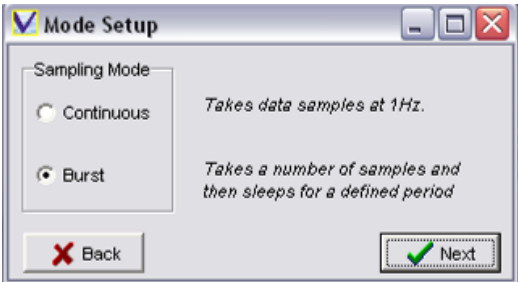 Mode Setup
Sampling Mode
Continuous
Takes data samples at 1Hz.
Burst
Takes a number of samples and
then sleeps for a defined period
Back
Next